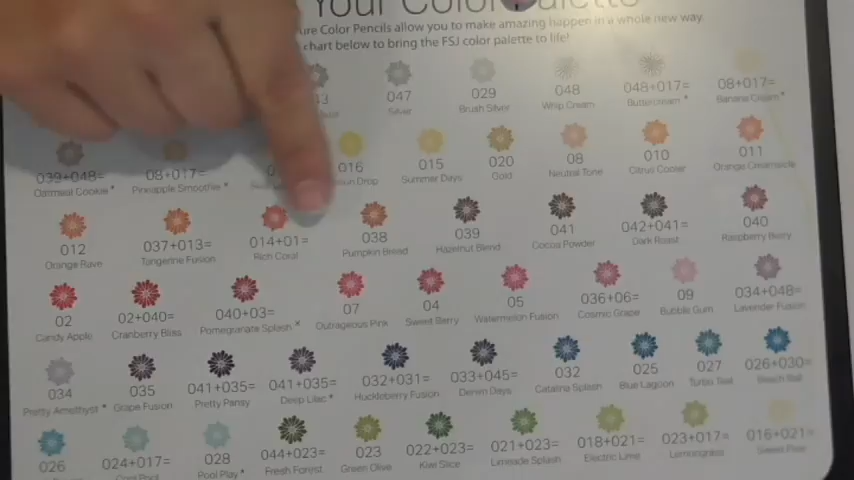 Your Color Palette
ure Color Pencils allow you to make amazing happen in a whole new way.
chart below to bring the FSJ color palette to life!
047 029 048 048+017= 08+017=
Silver Brush Silver Whip Cream Buttercream* Banana Cream*
039+048= 08+017= 016 015 020 08 010 011
Oatmeal Cookie* Pineapple Smoothie* Drop Summer Days Gold Neutral Tone Citrus Cooler Orange Creamsicle
012 037+013= 014+01= 038 039 041 042+041= 040
Orange Rave Tangerine Fusion Rich Coral Pumpkin Bread Hazelnut Blend Cocoa Powder Dark Roast Raspberry Berry
02 02+040= 040+03= 07 04 05 036+06= 09 034+048=
Candy Apple Cranberry Bliss Pomegranate Splash* Outrageous Pink Sweet Berry Watermelon Fusion Cosmic Grape Bubble Gum Lavender Fusion
034 035 041+035= 041+035= 032+031= 033+045= 032 025 027 026+030=
Pretty Amethyst* Grape Fusion Pretty Pansy Deep Lilac* Huckleberry Fusion Denim Days Catalina Splash Blue Lagoon Turbo Teal Beach Ball
026 024+017= 028 044+023= 023 022+023= 021+023= 018+021= 023+017= 016+021=
Cool Pool Pool Play* Fresh Forest Green Olive Kiwi Slice Limeade Splash Electric Lime Lemongrass Sweet Pear